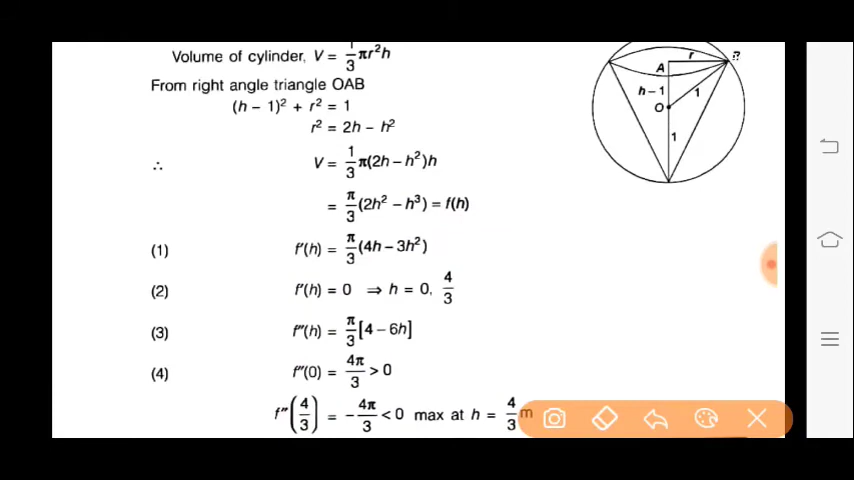 Volume of cylinder, V = 1/3 πr²h
From right angle triangle OAB
(h – 1)² + r² = 1
r² = 2h – h²
∴ V = 1/3 π(2h – h²)h
= π/3 (2h² – h³) = f(h)
(1) f′(h) = π/3 (4h – 3h²)
(2) f′(h) = 0 ⇒ h = 0, 4/3
(3) f″(h) = π/3 [4 – 6h]
(4) f″(0) = 4π/3 > 0
f″(4/3) = – 4π/3 < 0 max at h = 4/3 m
r
A
h – 1
1
O
1